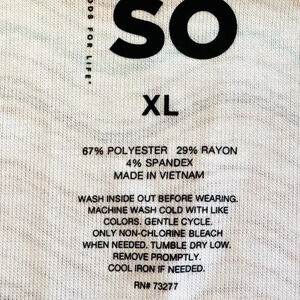 ODS FOR LIFE
SO
XL
67% POLYESTER 29% RAYON
4% SPANDEX
MADE IN VIETNAM
WASH INSIDE OUT BEFORE WEARING.
MACHINE WASH COLD WITH LIKE
COLORS. GENTLE CYCLE.
ONLY NON-CHLORINE BLEACH
WHEN NEEDED. TUMBLE DRY LOW.
REMOVE PROMPTLY.
COOL IRON IF NEEDED.
RN# 73277